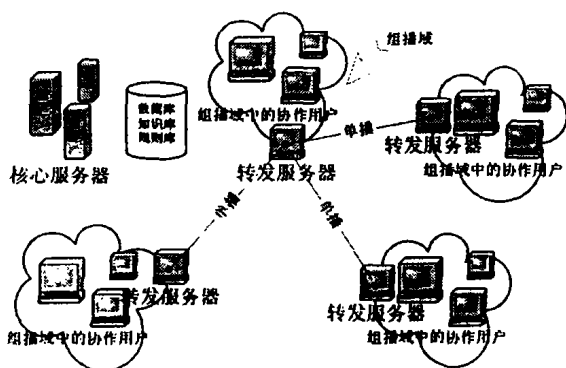 组播域
数据库
知识库
规则库
组播域中的协作用户
单播
转发服务器
组播域中的协作用户
核心服务器
转发服务器
单播
单播
转发服务器
组播域中的协作用户
转发服务器
组播域中的协作用户